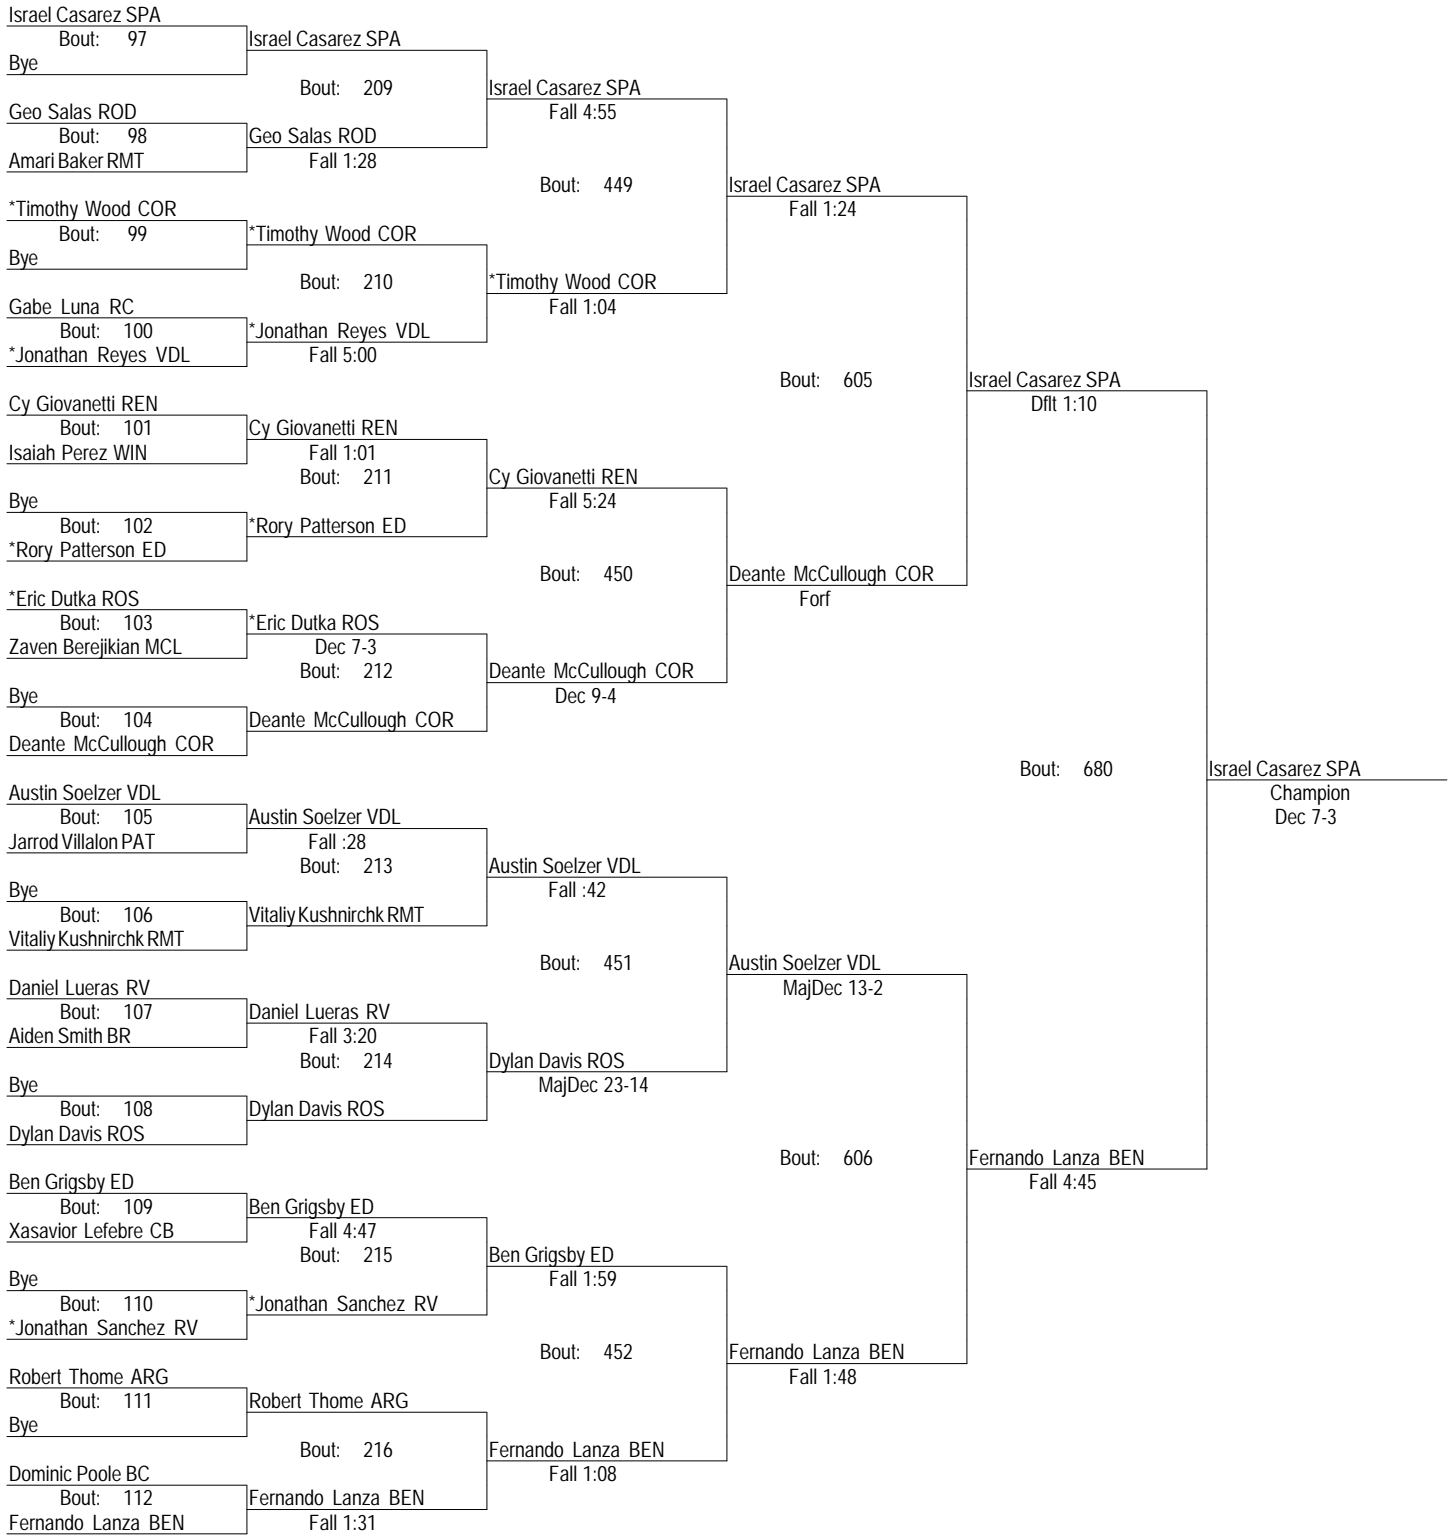 Israel Casarez SPA
Bout: 97
Israel Casarez SPA
Bye
Bout: 209
Israel Casarez SPA
Geo Salas ROD
Fall 4:55
Bout: 98
Geo Salas ROD
Amari Baker RMT
Fall 1:28
Bout: 449
Israel Casarez SPA
*Timothy Wood COR
Fall 1:24
Bout: 99
*Timothy Wood COR
Bye
Bout: 210
*Timothy Wood COR
Gabe Luna RC
Fall 1:04
Bout: 100
*Jonathan Reyes VDL
*Jonathan Reyes VDL
Fall 5:00
Bout: 605
Israel Casarez SPA
Cy Giovanetti REN
Dflt 1:10
Bout: 101
Cy Giovanetti REN
Isaiah Perez WIN
Fall 1:01
Bout: 211
Cy Giovanetti REN
Bye
Fall 5:24
Bout: 102
*Rory Patterson ED
*Rory Patterson ED
Bout: 450
Deante McCullough COR
*Eric Dutka ROS
Forf
Bout: 103
*Eric Dutka ROS
Zaven Berejikian MCL
Dec 7-3
Bout: 212
Deante McCullough COR
Bye
Dec 9-4
Bout: 104
Deante McCullough COR
Deante McCullough COR
Bout: 680
Israel Casarez SPA
Austin Soelzer VDL
Champion
Bout: 105
Austin Soelzer VDL
Dec 7-3
Jarrod Villalon PAT
Fall :28
Bout: 213
Austin Soelzer VDL
Bye
Fall :42
Bout: 106
Vitaliy Kushnirchk RMT
Vitaliy Kushnirchk RMT
Bout: 451
Austin Soelzer VDL
Daniel Lueras RV
MajDec 13-2
Bout: 107
Daniel Lueras RV
Aiden Smith BR
Fall 3:20
Bout: 214
Dylan Davis ROS
Bye
MajDec 23-14
Bout: 108
Dylan Davis ROS
Dylan Davis ROS
Bout: 606
Fernando Lanza BEN
Ben Grigsby ED
Fall 4:45
Bout: 109
Ben Grigsby ED
Xasavior Lefebre CB
Fall 4:47
Bout: 215
Ben Grigsby ED
Bye
Fall 1:59
Bout: 110
*Jonathan Sanchez RV
*Jonathan Sanchez RV
Bout: 452
Fernando Lanza BEN
Robert Thome ARG
Fall 1:48
Bout: 111
Robert Thome ARG
Bye
Bout: 216
Fernando Lanza BEN
Dominic Poole BC
Fall 1:08
Bout: 112
Fernando Lanza BEN
Fernando Lanza BEN
Fall 1:31